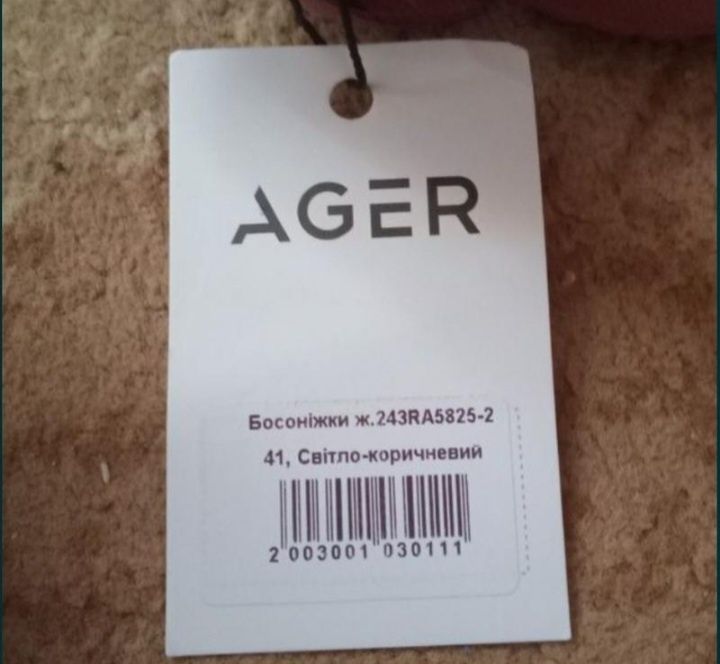 AGER
Босоніжки ж.243RA5825-2
41, Світло-коричневий
2 003001 030111